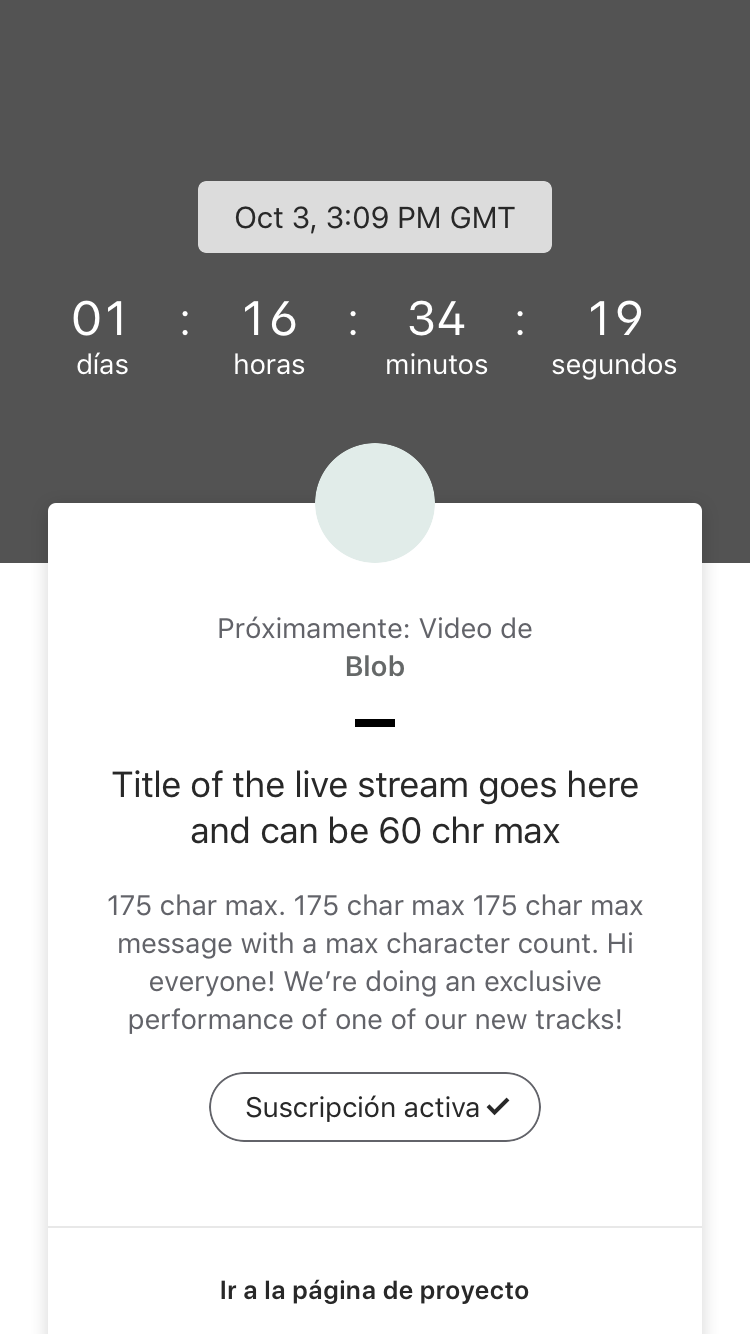 Oct 3, 3:09 PM GMT
01 : 16 : 34 : 19
días horas minutos segundos
Próximamente: Video de
Blob
Title of the live stream goes here
and can be 60 chr max
175 char max. 175 char max 175 char max
message with a max character count. Hi
everyone! We’re doing an exclusive
performance of one of our new tracks!
Suscripción activa ✓
Ir a la página de proyecto